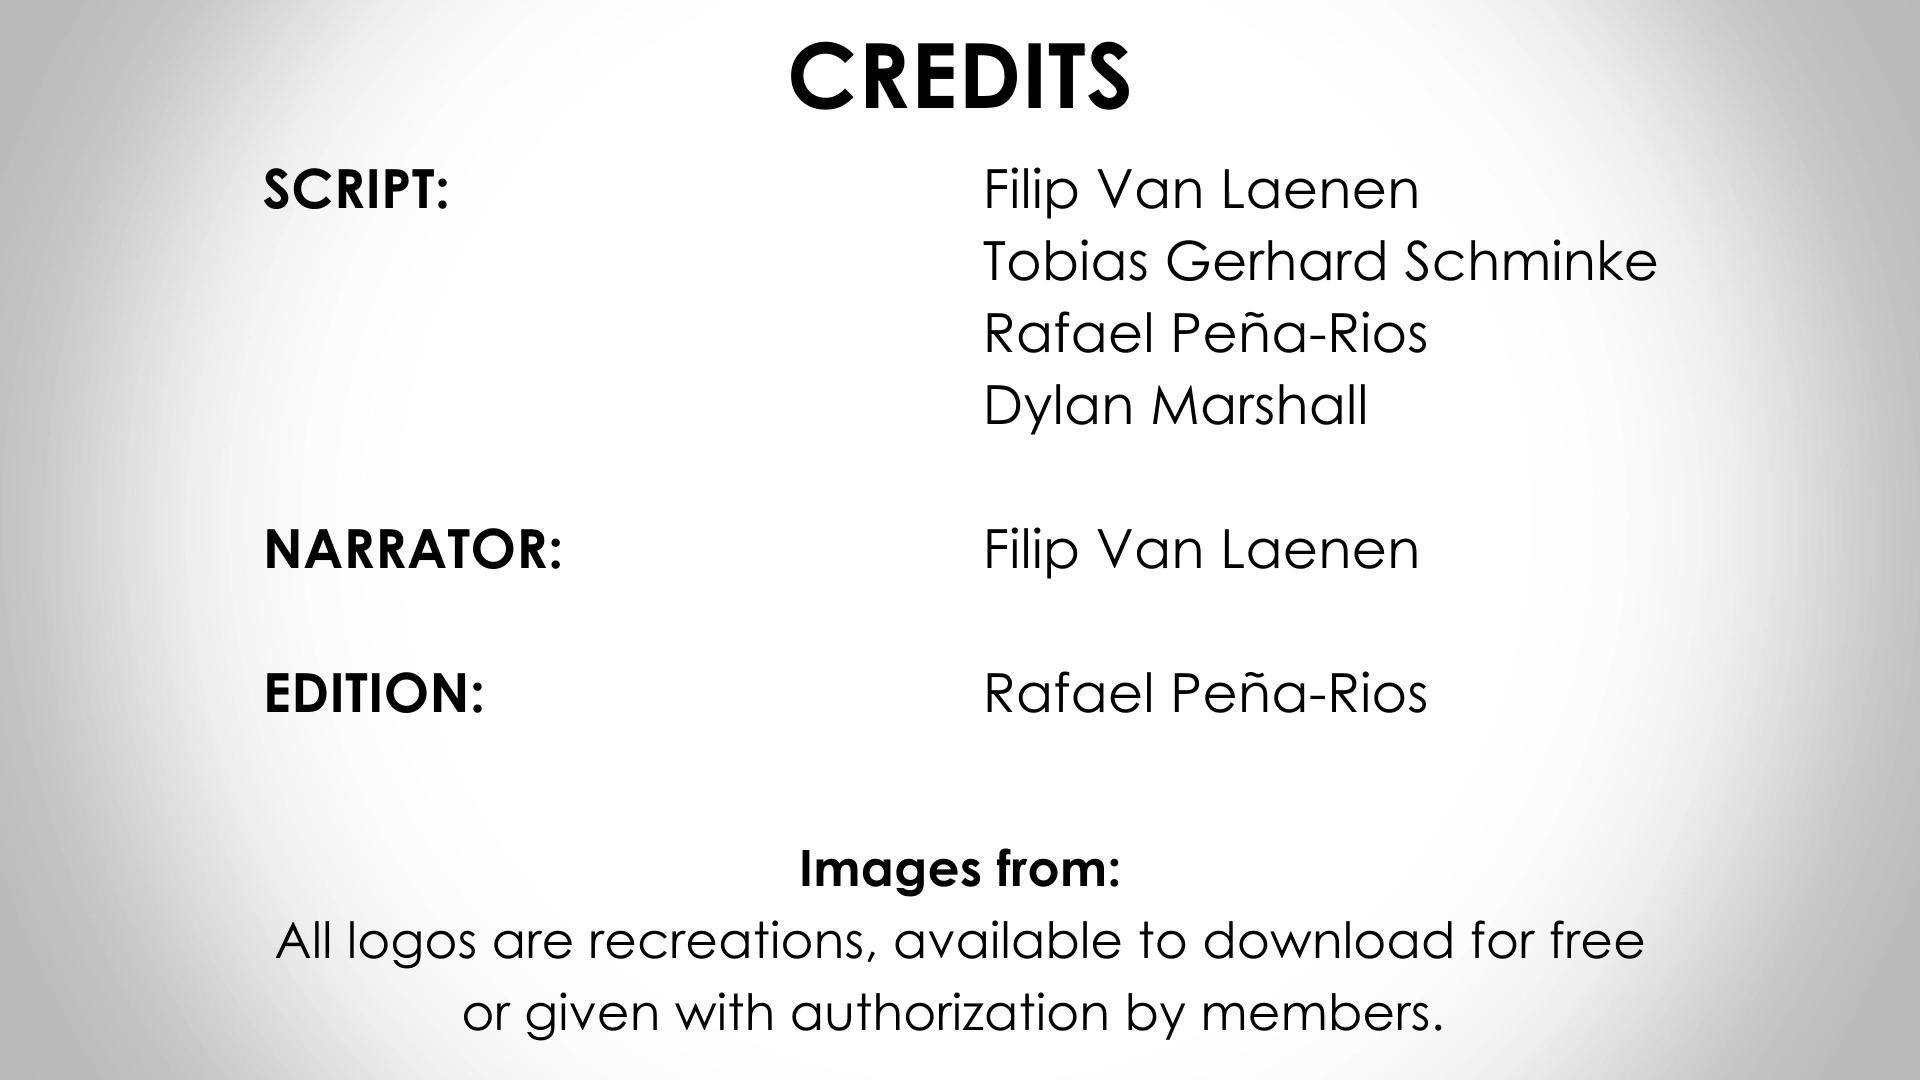 CREDITS
SCRIPT: Filip Van Laenen
Tobias Gerhard Schminke
Rafael Peña-Rios
Dylan Marshall
NARRATOR: Filip Van Laenen
EDITION: Rafael Peña-Rios
Images from:
All logos are recreations, available to download for free
or given with authorization by members.